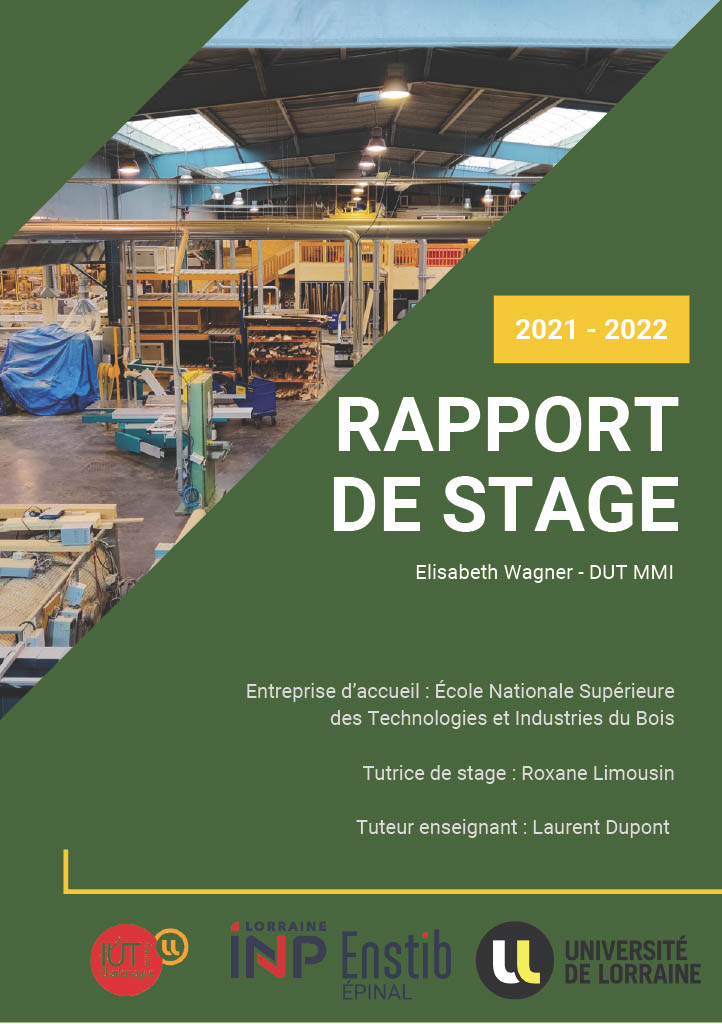 2021 - 2022
RAPPORT
DE STAGE
Elisabeth Wagner - DUT MMI
Entreprise d’accueil : École Nationale Supérieure
des Technologies et Industries du Bois
Tutrice de stage : Roxane Limousin
Tuteur enseignant : Laurent Dupont
IUT
LORRAINE
INP
Enstib
ÉPINAL
UNIVERSITÉ
DE LORRAINE